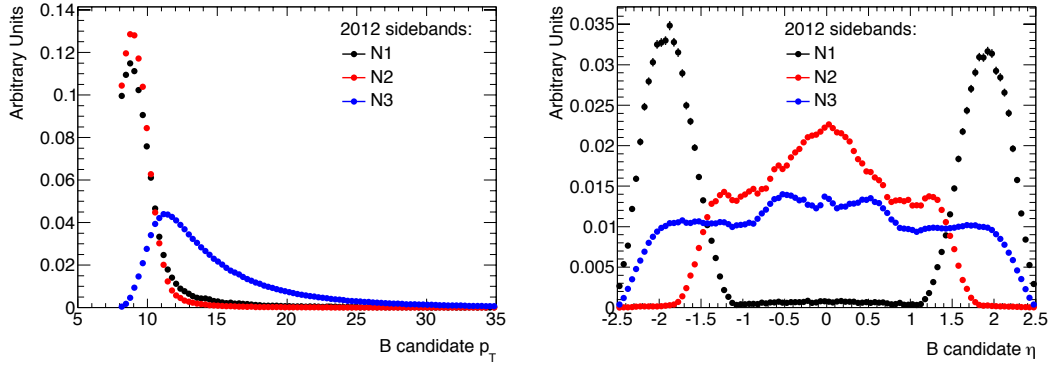 Arbitrary Units
0.14
0.12
0.1
0.08
0.06
0.04
0.02
0
2012 sidebands:
N1
N2
N3
5 10 15 20 25 30 35
B candidate p_T
Arbitrary Units
0.035
0.03
0.025
0.02
0.015
0.01
0.005
0
2012 sidebands:
N1
N2
N3
-2.5 -2 -1.5 -1 -0.5 0 0.5 1 1.5 2 2.5
B candidate η